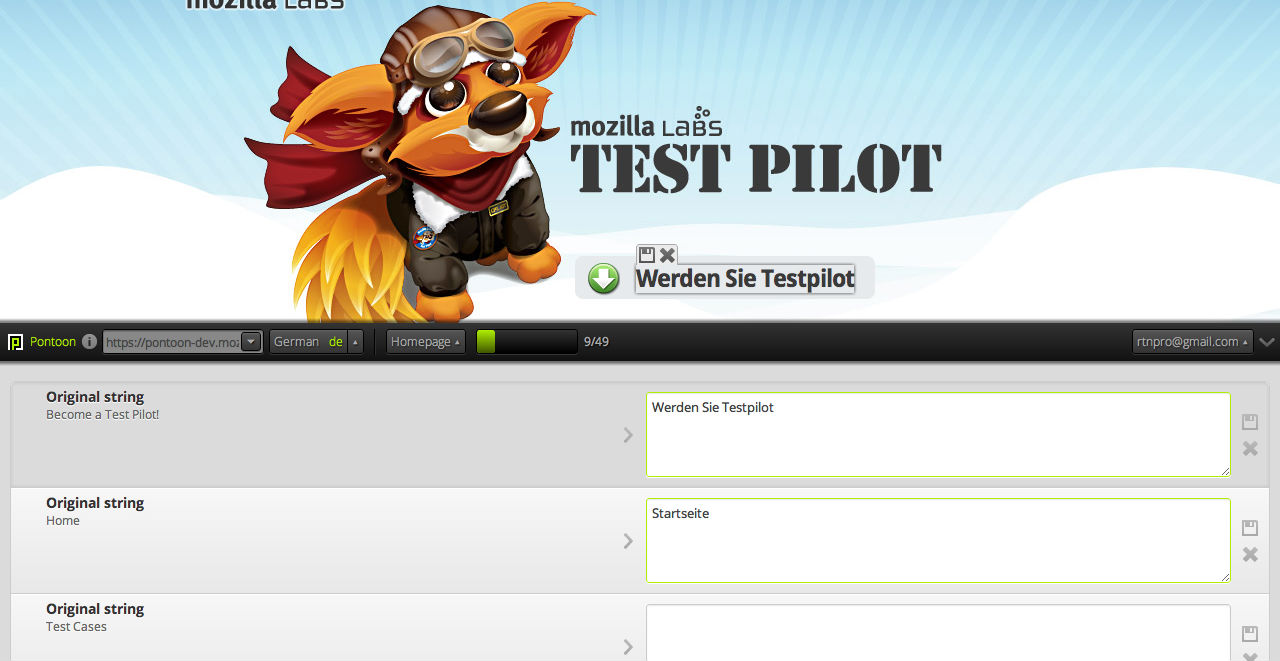 mozilla LABS
mozilla LABS
TEST PILOT
Werden Sie Testpilot
Pontoon https://pontoon-dev.moz German de Homepage 9/49 rtnpro@gmail.com
Original string
Become a Test Pilot!
Werden Sie Testpilot
Original string
Home
Startseite
Original string
Test Cases